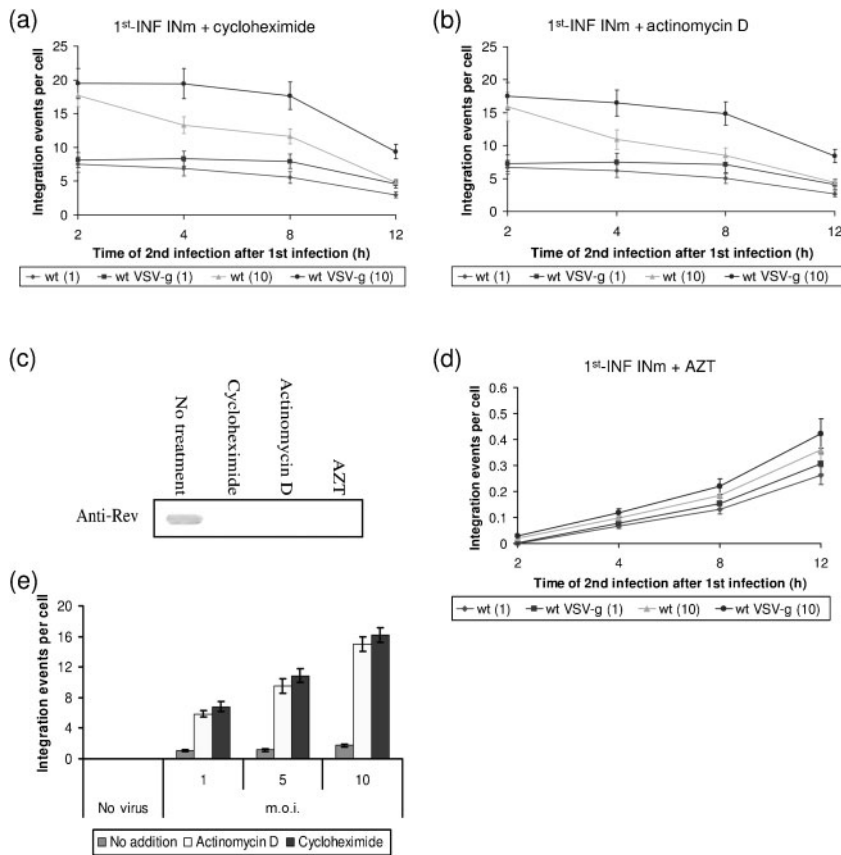 (a)
1st-INF INm + cycloheximide
Integration events per cell
25
20
15
10
5
0
2 4 8 12
Time of 2nd infection after 1st infection (h)
wt (1) wt VSV-g (1) wt (10) wt VSV-g (10)
(b)
1st-INF INm + actinomycin D
Integration events per cell
25
20
15
10
5
0
2 4 8 12
Time of 2nd infection after 1st infection (h)
wt (1) wt VSV-g (1) wt (10) wt VSV-g (10)
(c)
No treatment
Cycloheximide
Actinomycin D
AZT
Anti-Rev
(d)
1st-INF INm + AZT
Integration events per cell
0.6
0.5
0.4
0.3
0.2
0.1
0
2 4 8 12
Time of 2nd infection after 1st infection (h)
wt (1) wt VSV-g (1) wt (10) wt VSV-g (10)
(e)
Integration events per cell
20
16
12
8
4
0
1 5 10
No virus m.o.i.
No addition Actinomycin D Cycloheximide